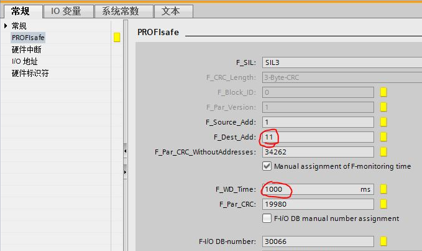 常规
IO 变量
系统常数
文本
常规
PROFIsafe
硬件中断
I/O 地址
硬件标识符
PROFIsafe
F_SIL: SIL3
F_CRC_Length: 3-Byte-CRC
F_Block_ID: 0
F_Par_Version: 1
F_Source_Add: 1
F_Dest_Add: 11
F_Par_CRC_WithoutAddresses: 34262
Manual assignment of F-monitoring time
F_WD_Time: 1000 ms
F_Par_CRC: 19980
F-I/O DB manual number assignment
F-I/O DB-number: 30066